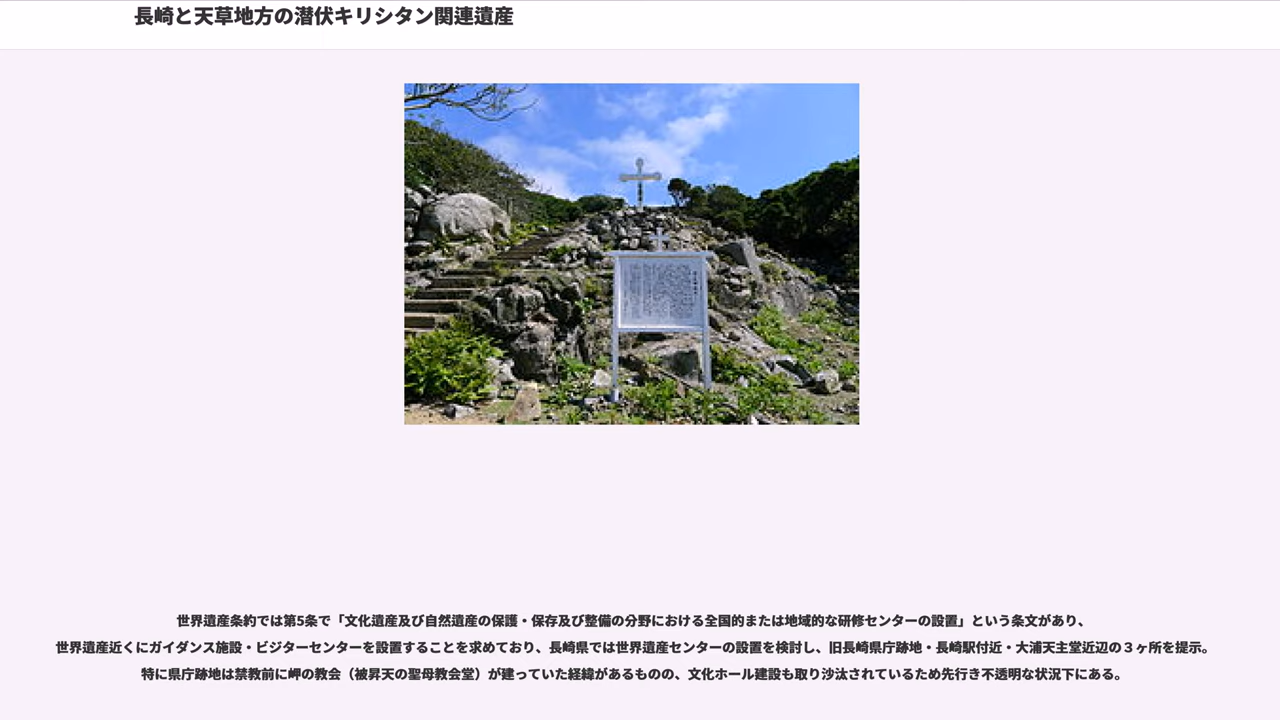 長崎と天草地方の潜伏キリシタン関連遺産
世界遺産条約では第5条で「文化遺産及び自然遺産の保護・保存及び整備の分野における全国的または地域的な研修センターの設置」という条文があり、
世界遺産近くにガイダンス施設・ビジターセンターを設置することを求めており、長崎県では世界遺産センターの設置を検討し、旧長崎県庁跡地・長崎駅付近・大浦天主堂近辺の３ヶ所を提示。
特に県庁跡地は禁教前に岬の教会（被昇天の聖母教会堂）が建っていた経緯があるものの、文化ホール建設も取り沙汰されているため先行き不透明な状況下にある。